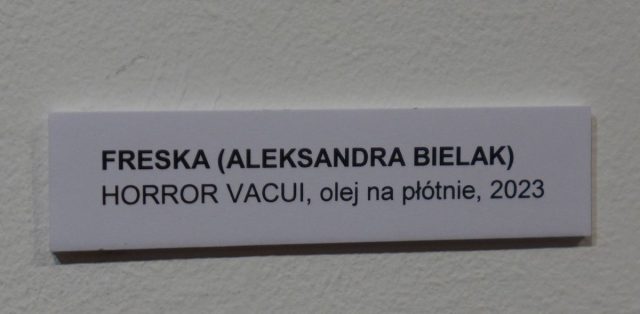 FRESKA (ALEKSANDRA BIELAK)
HORROR VACUI, olej na płótnie, 2023